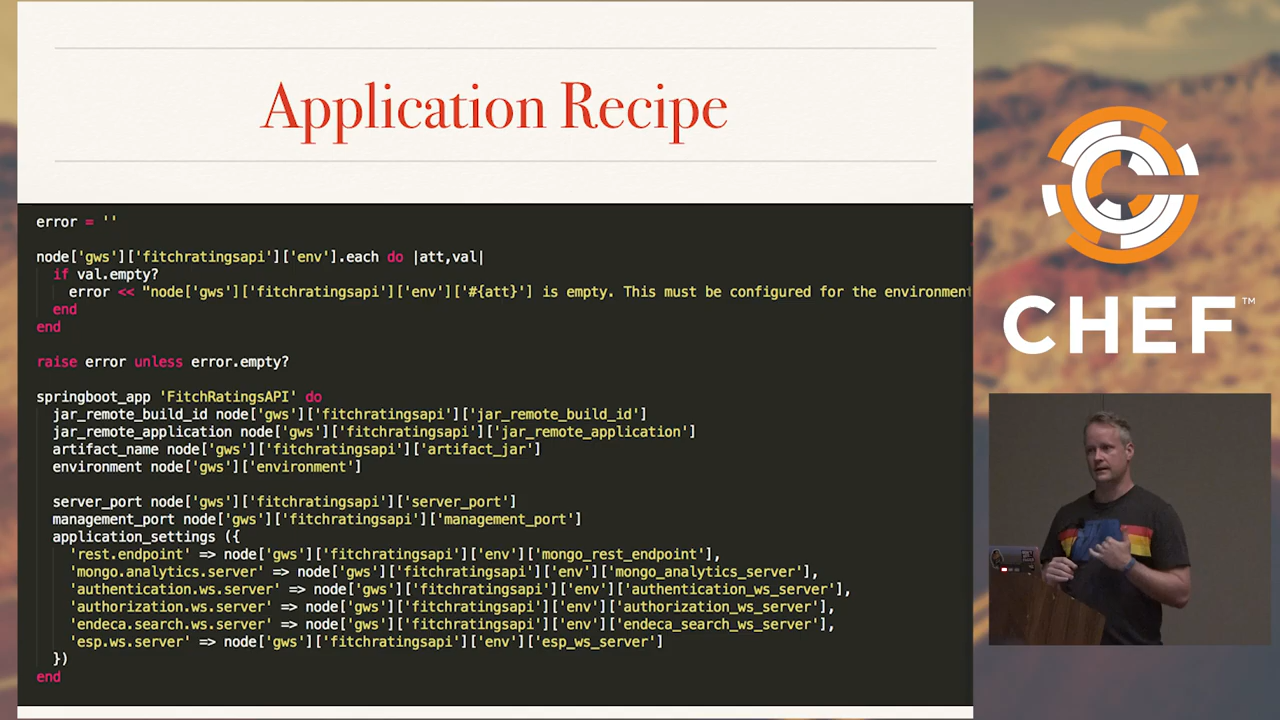 Application Recipe
error = ''
node['gws']['fitchratingsapi']['env'].each do |att,val|
if val.empty?
error << "node['gws']['fitchratingsapi']['env']['#{att}'] is empty. This must be configured for the environment
end
end
raise error unless error.empty?
springboot_app 'FitchRatingsAPI' do
jar_remote_build_id node['gws']['fitchratingsapi']['jar_remote_build_id']
jar_remote_application node['gws']['fitchratingsapi']['jar_remote_application']
artifact_name node['gws']['fitchratingsapi']['artifact_jar']
environment node['gws']['environment']
server_port node['gws']['fitchratingsapi']['server_port']
management_port node['gws']['fitchratingsapi']['management_port']
application_settings ({
'rest.endpoint' => node['gws']['fitchratingsapi']['env']['mongo_rest_endpoint'],
'mongo.analytics.server' => node['gws']['fitchratingsapi']['env']['mongo_analytics_server'],
'authentication.ws.server' => node['gws']['fitchratingsapi']['env']['authentication_ws_server'],
'authorization.ws.server' => node['gws']['fitchratingsapi']['env']['authorization_ws_server'],
'endeca.search.ws.server' => node['gws']['fitchratingsapi']['env']['endeca_search_ws_server'],
'esp.ws.server' => node['gws']['fitchratingsapi']['env']['esp_ws_server']
})
end
CHEF™